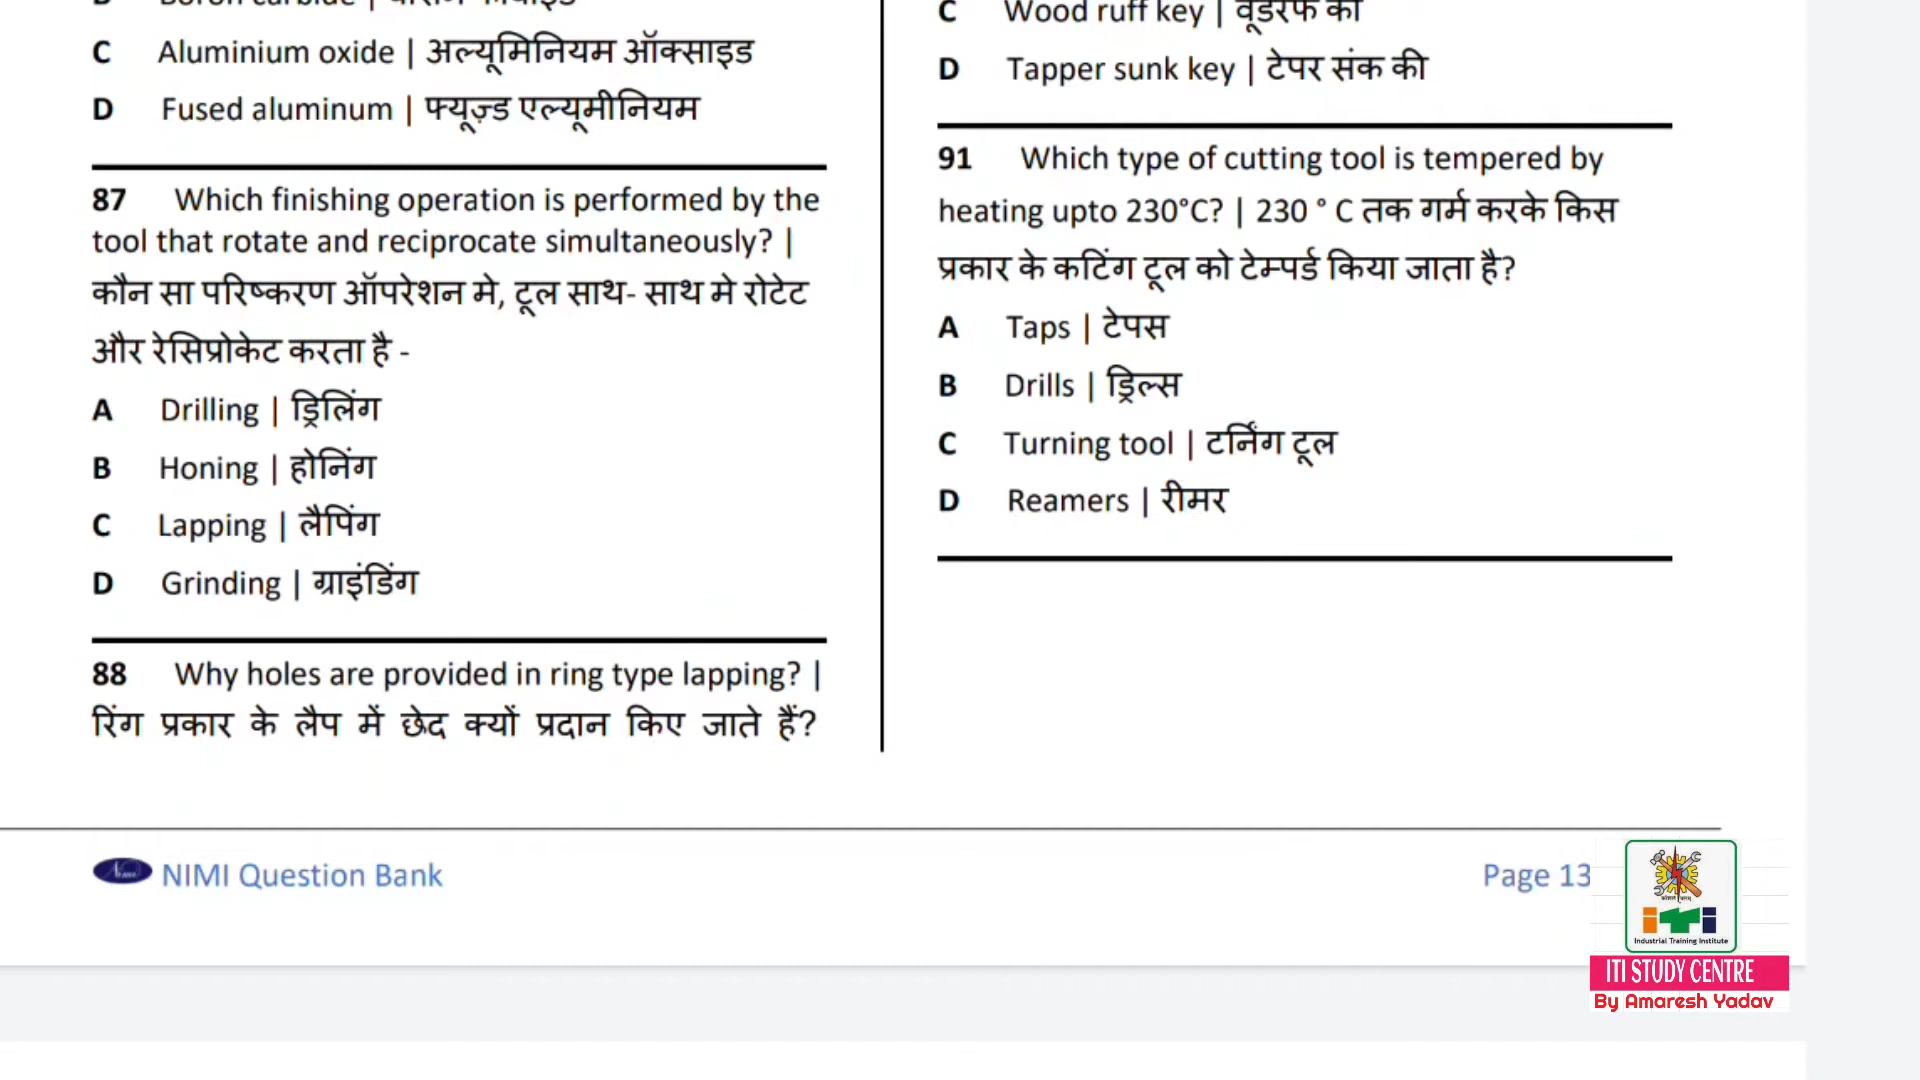 C Aluminium oxide | अल्यूमिनियम ऑक्साइड
D Fused aluminum | फ्यूज़्ड एल्यूमीनियम
87 Which finishing operation is performed by the
tool that rotate and reciprocate simultaneously? |
कौन सा परिष्करण ऑपरेशन मे, टूल साथ- साथ मे रोटेट
और रेसिप्रोकेट करता है -
A Drilling | ड्रिलिंग
B Honing | होनिंग
C Lapping | लैपिंग
D Grinding | ग्राइंडिंग
88 Why holes are provided in ring type lapping? |
रिंग प्रकार के लैप में छेद क्यों प्रदान किए जाते हैं?
C Wood ruff key | वूडरफ की
D Tapper sunk key | टेपर संक की
91 Which type of cutting tool is tempered by
heating upto 230°C? | 230 ° C तक गर्म करके किस
प्रकार के कटिंग टूल को टेम्पर्ड किया जाता है?
A Taps | टेपस
B Drills | ड्रिल्स
C Turning tool | टर्निंग टूल
D Reamers | रीमर
NIMI Question Bank
Page 13
Industrial Training Institute
ITI STUDY CENTRE
By Amaresh Yadav